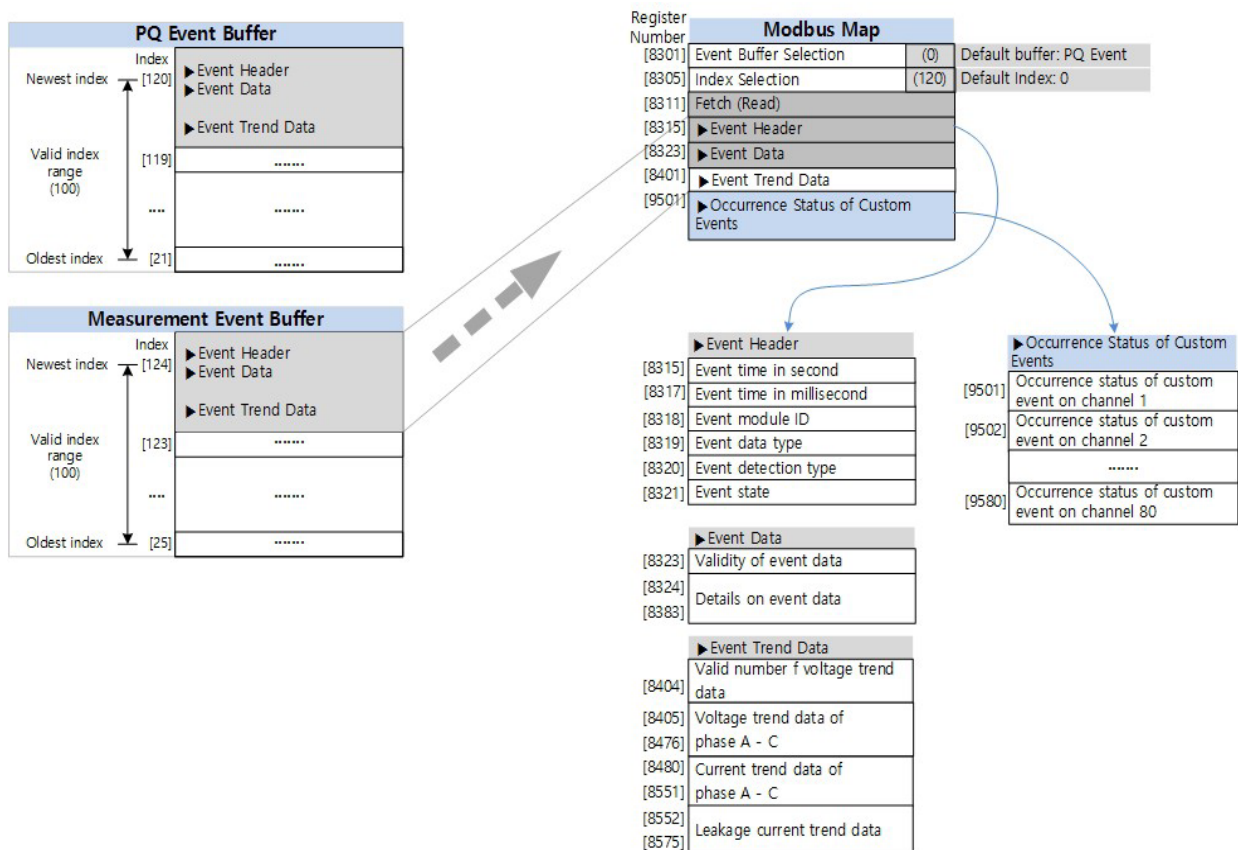 PQ Event Buffer
Index
Newest index
[120]
▶Event Header
▶Event Data
▶Event Trend Data
Valid index
range
(100)
[119]
.......
....
.......
Oldest index
[21]
.......
Measurement Event Buffer
Index
Newest index
[124]
▶Event Header
▶Event Data
▶Event Trend Data
Valid index
range
(100)
[123]
.......
....
.......
Oldest index
[25]
.......
Register
Number
Modbus Map
[8301] Event Buffer Selection (0) Default buffer: PQ Event
[8305] Index Selection (120) Default Index: 0
[8311] Fetch (Read)
[8315] ▶Event Header
[8323] ▶Event Data
[8401] ▶Event Trend Data
[9501] ▶Occurrence Status of Custom
Events
▶Event Header
[8315] Event time in second
[8317] Event time in millisecond
[8318] Event module ID
[8319] Event data type
[8320] Event detection type
[8321] Event state
▶Occurrence Status of Custom
Events
[9501] Occurrence status of custom
event on channel 1
[9502] Occurrence status of custom
event on channel 2
.......
[9580] Occurrence status of custom
event on channel 80
▶Event Data
[8323] Validity of event data
[8324]
Details on event data
[8383]
▶Event Trend Data
Valid number f voltage trend
[8404] data
[8405] Voltage trend data of
[8476] phase A - C
[8480] Current trend data of
[8551] phase A - C
[8552]
Leakage current trend data
[8575]